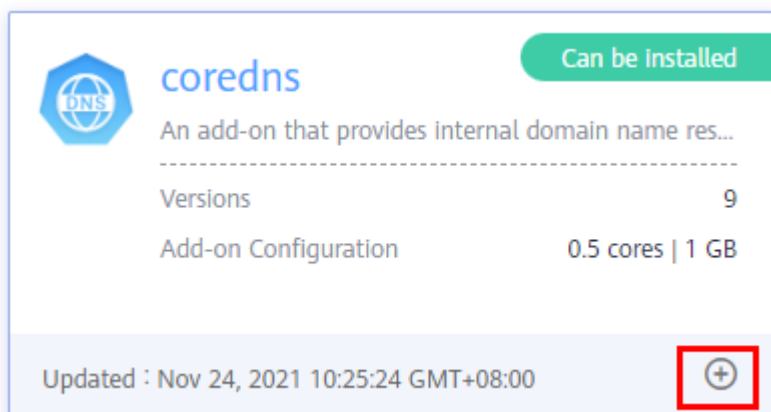 Can be installed
coredns
DNS
An add-on that provides internal domain name res...
Versions 9
Add-on Configuration 0.5 cores | 1 GB
Updated : Nov 24, 2021 10:25:24 GMT+08:00